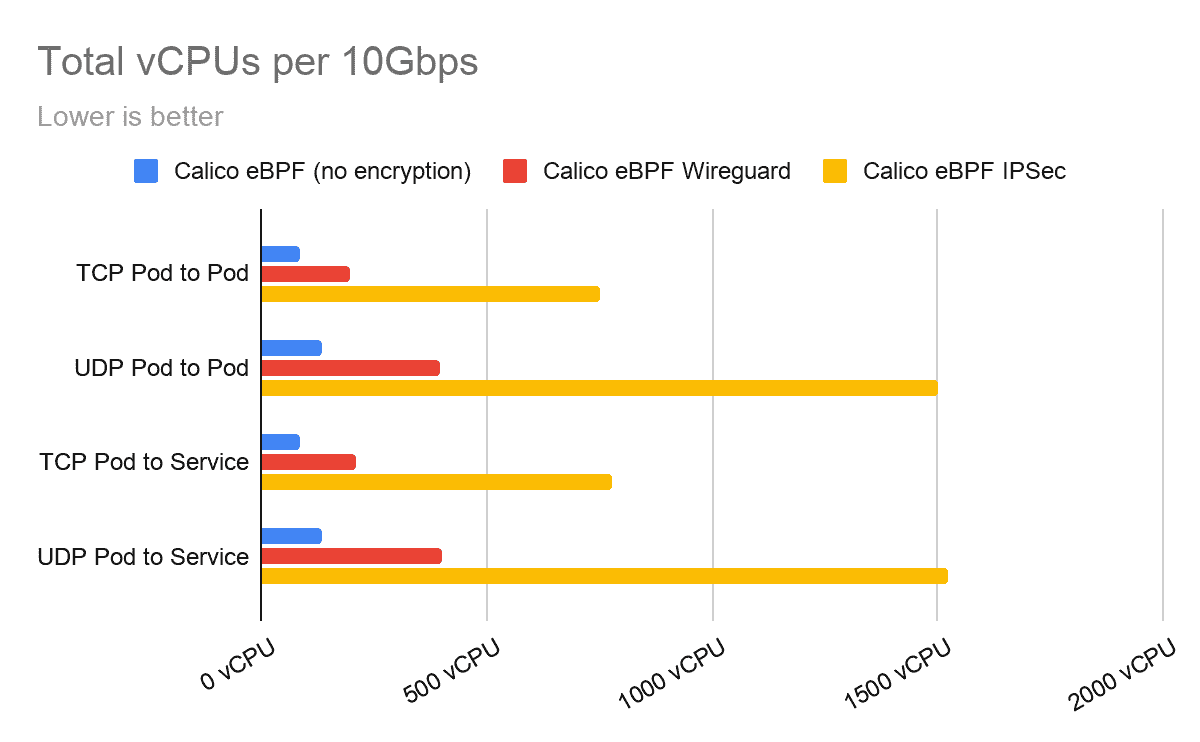 Total vCPUs per 10Gbps
Lower is better
Calico eBPF (no encryption) Calico eBPF Wireguard Calico eBPF IPSec
TCP Pod to Pod
UDP Pod to Pod
TCP Pod to Service
UDP Pod to Service
0 vCPU 500 vCPU 1000 vCPU 1500 vCPU 2000 vCPU